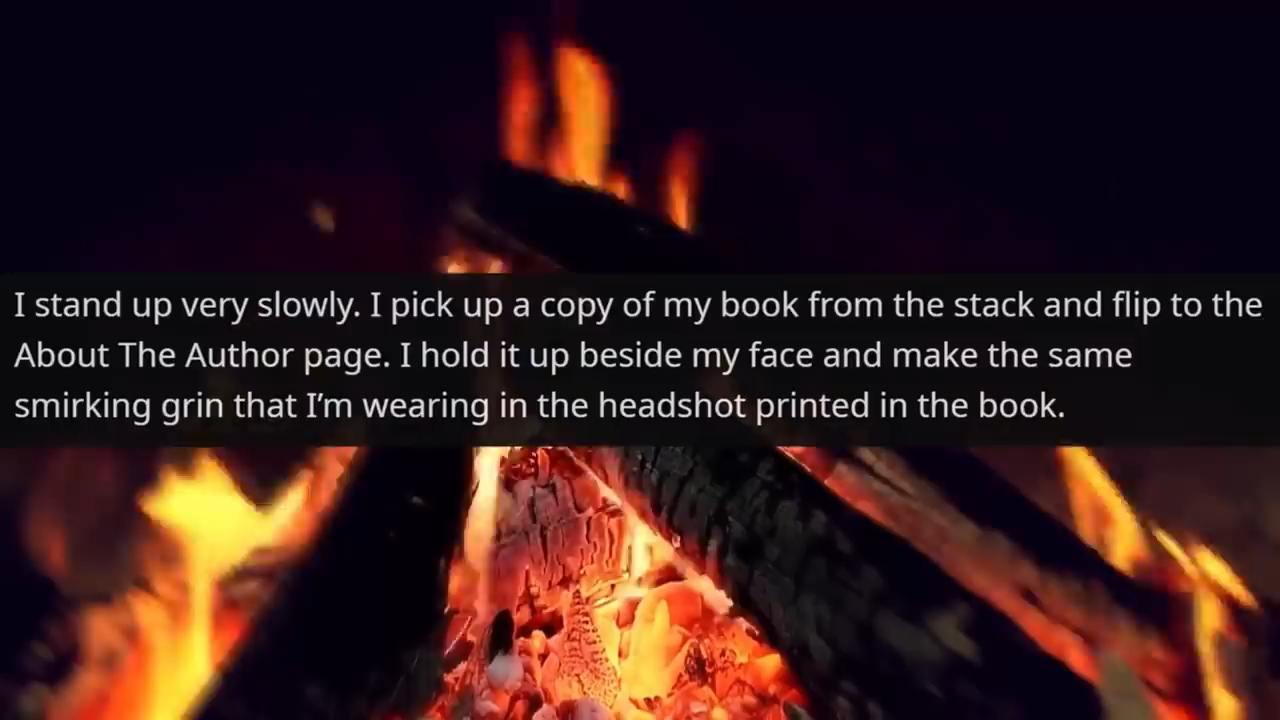 I stand up very slowly. I pick up a copy of my book from the stack and flip to the
About The Author page. I hold it up beside my face and make the same
smirking grin that I’m wearing in the headshot printed in the book.